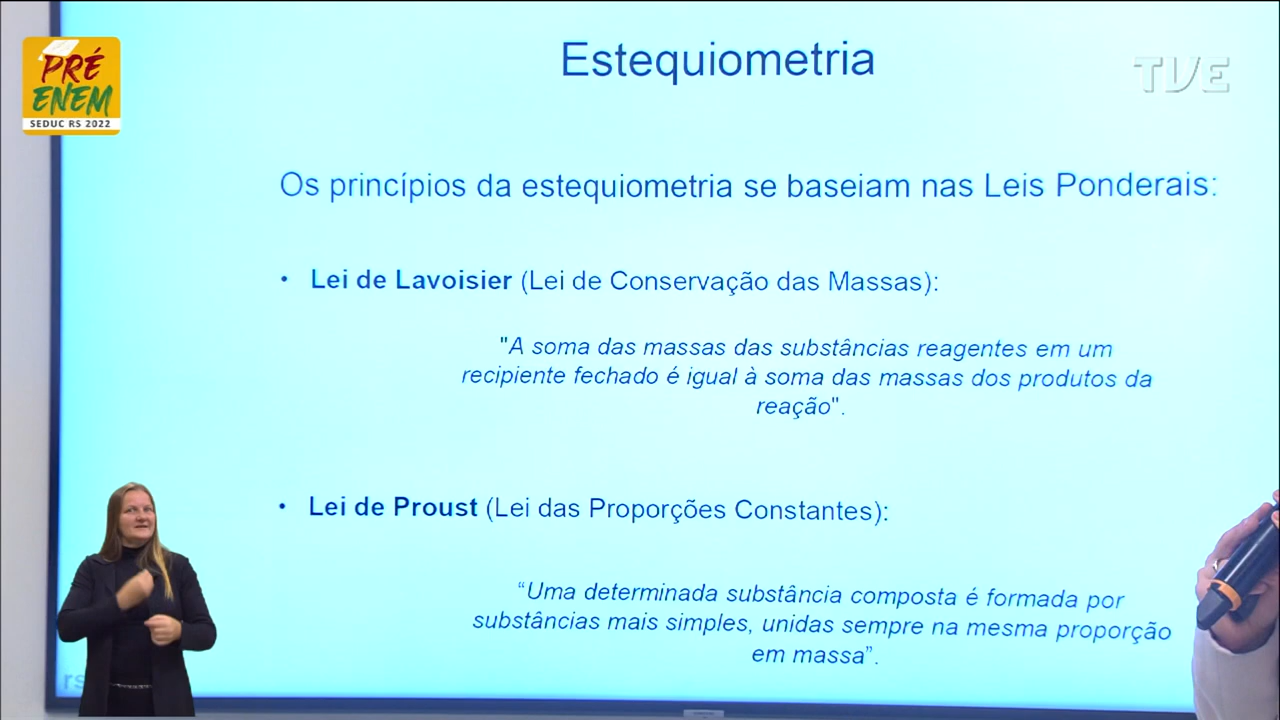 Estequiometria
TVE
PRÉ
ENEM
SEDUC RS 2022
Os princípios da estequiometria se baseiam nas Leis Ponderais:
• Lei de Lavoisier (Lei de Conservação das Massas):
"A soma das massas das substâncias reagentes em um
recipiente fechado é igual à soma das massas dos produtos da
reação".
• Lei de Proust (Lei das Proporções Constantes):
“Uma determinada substância composta é formada por
substâncias mais simples, unidas sempre na mesma proporção
em massa”.